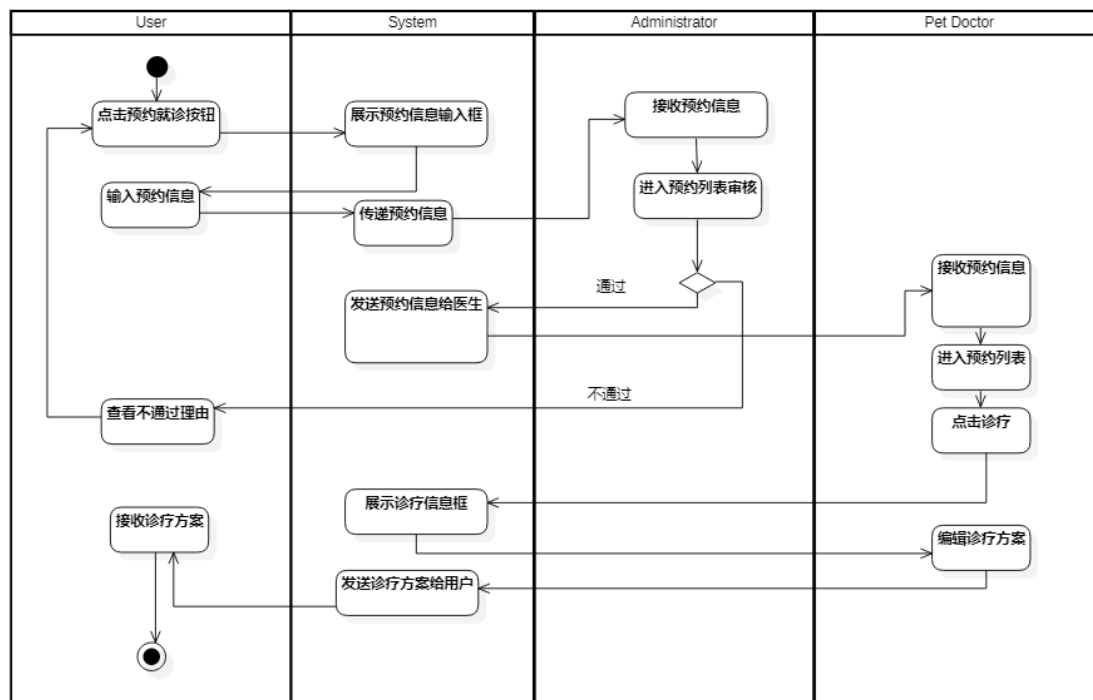 User
System
Administrator
Pet Doctor
点击预约就诊按钮
展示预约信息输入框
接收预约信息
输入预约信息
传递预约信息
进入预约列表审核
通过
发送预约信息给医生
接收预约信息
进入预约列表
不通过
查看不通过理由
点击诊疗
展示诊疗信息框
接收诊疗方案
编辑诊疗方案
发送诊疗方案给用户